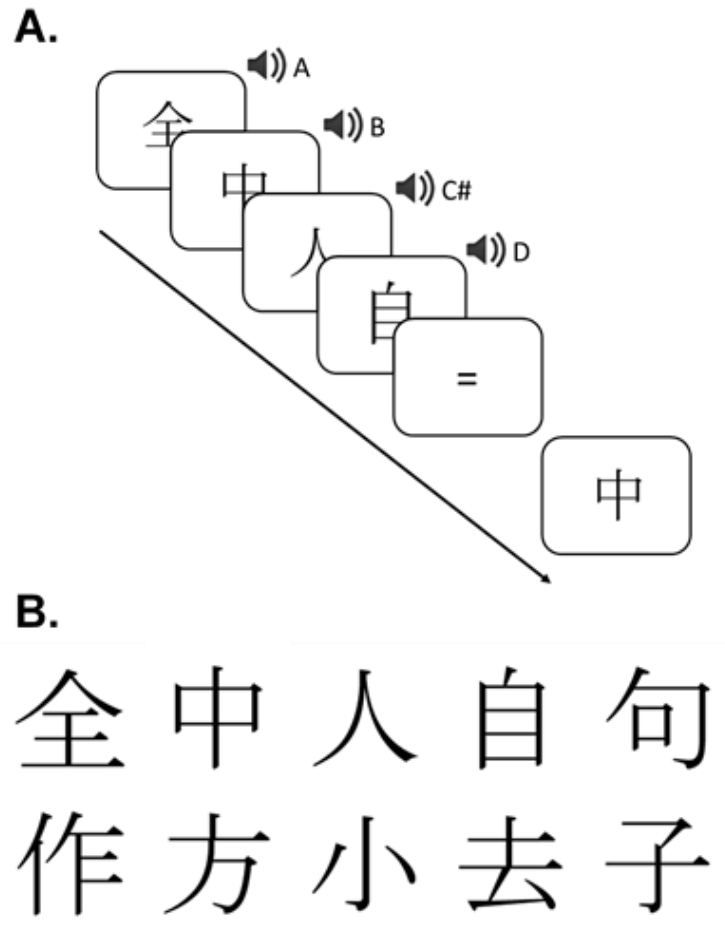 A.
全 A
中 B
人 C#
自 D
=
中
B.
全 中 人 自 句
作 方 小 去 子